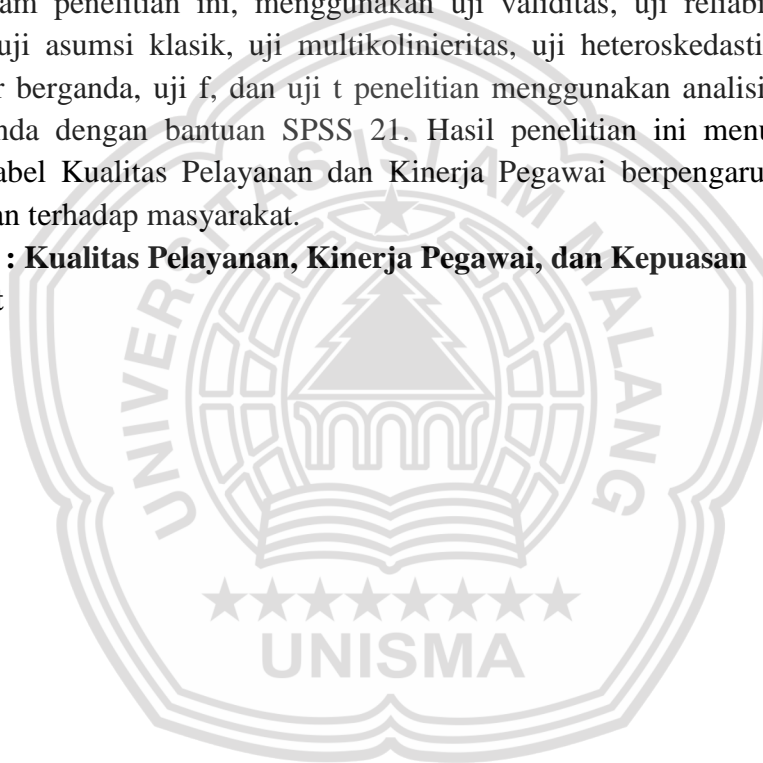 am penelitian ini, menggunakan uji validitas, uji reliabi
uji asumsi klasik, uji multikolinieritas, uji heteroskedasti
r berganda, uji f, dan uji t penelitian menggunakan analisi
nda dengan bantuan SPSS 21. Hasil penelitian ini menu
abel Kualitas Pelayanan dan Kinerja Pegawai berpengaru
an terhadap masyarakat.
: Kualitas Pelayanan, Kinerja Pegawai, dan Kepuasan
t
UNIVERSITAS ISLAM MALANG
UNISMA